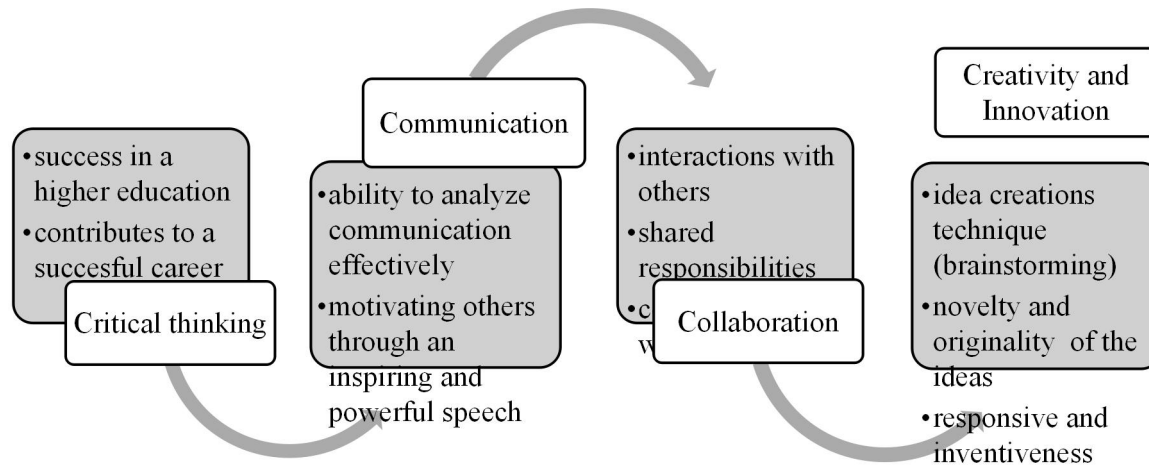 •success in a
higher education
•contributes to a
succesful career
Critical thinking
Communication
•ability to analyze
communication
effectively
•motivating others
through an
inspiring and
powerful speech
•interactions with
others
•shared
responsibilities
Collaboration
Creativity and
Innovation
•idea creations
technique
(brainstorming)
•novelty and
originality of the
ideas
•responsive and
inventiveness